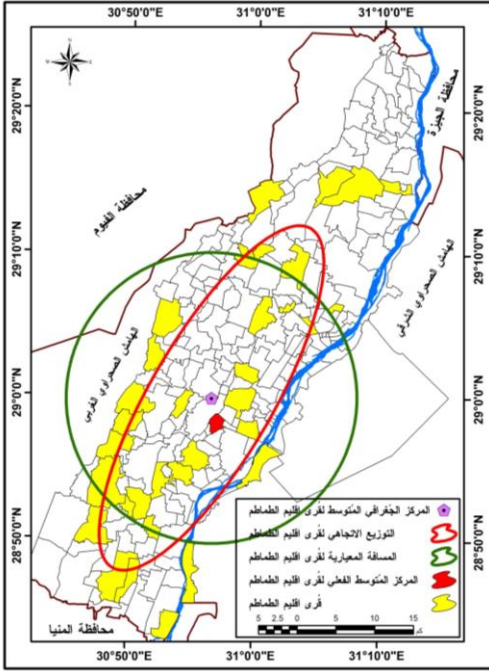 30°50'0"E
31°0'0"E
31°10'0"E
29°20'0"N
29°20'0"N
محافظة الجيزة
محافظة الفيوم
29°10'0"N
29°10'0"N
الهامش الصحراوي الشرقي
الهامش الصحراوي الغربي
29°0'0"N
29°0'0"N
28°50'0"N
28°50'0"N
المركز الجغرافي المتوسط لقرى اقليم الطماطم
التوزيع الاتجاهي لقرى اقليم الطماطم
المسافة المعيارية لقرى اقليم الطماطم
المركز المتوسط الفعلي لقرى اقليم الطماطم
قرى اقليم الطماطم
5 2.5 0 5 10 15
كم
محافظة المنيا
30°50'0"E
31°0'0"E
31°10'0"E